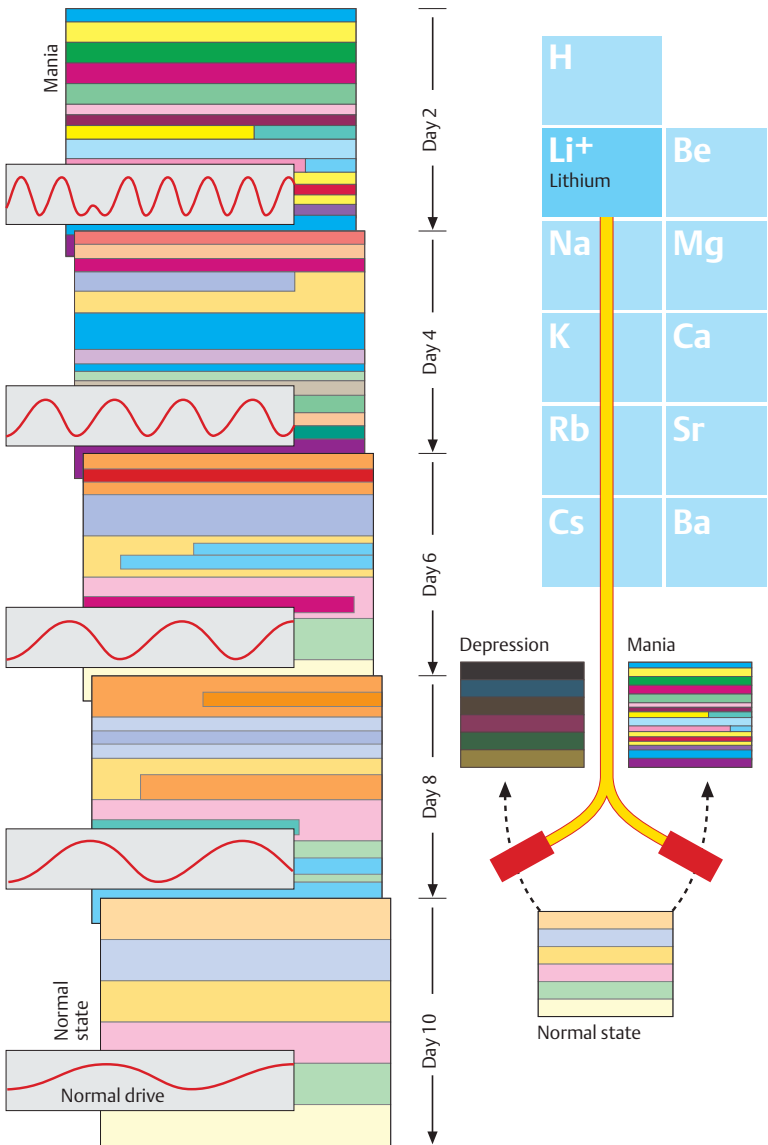 Mania
Day 2
Day 4
Day 6
Day 8
Normal
state
Day 10
Normal drive
H
Li+
Lithium
Be
Na
Mg
K
Ca
Rb
Sr
Cs
Ba
Depression
Mania
Normal state